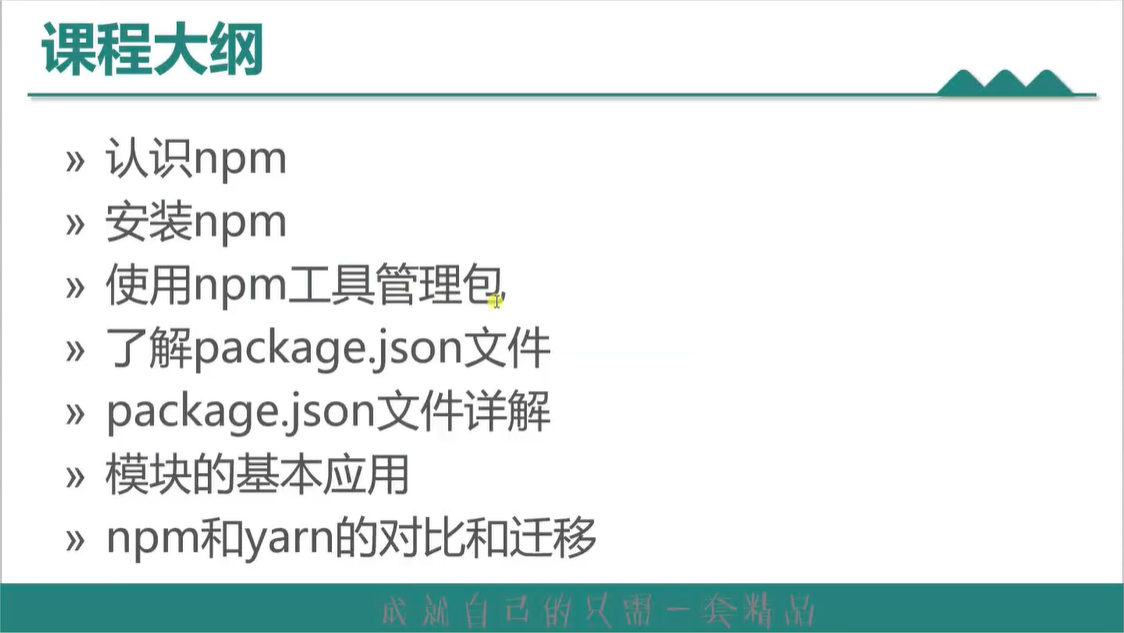 课程大纲
» 认识npm
» 安装npm
» 使用npm工具管理包
» 了解package.json文件
» package.json文件详解
» 模块的基本应用
» npm和yarn的对比和迁移
成就自己的只需一套精品